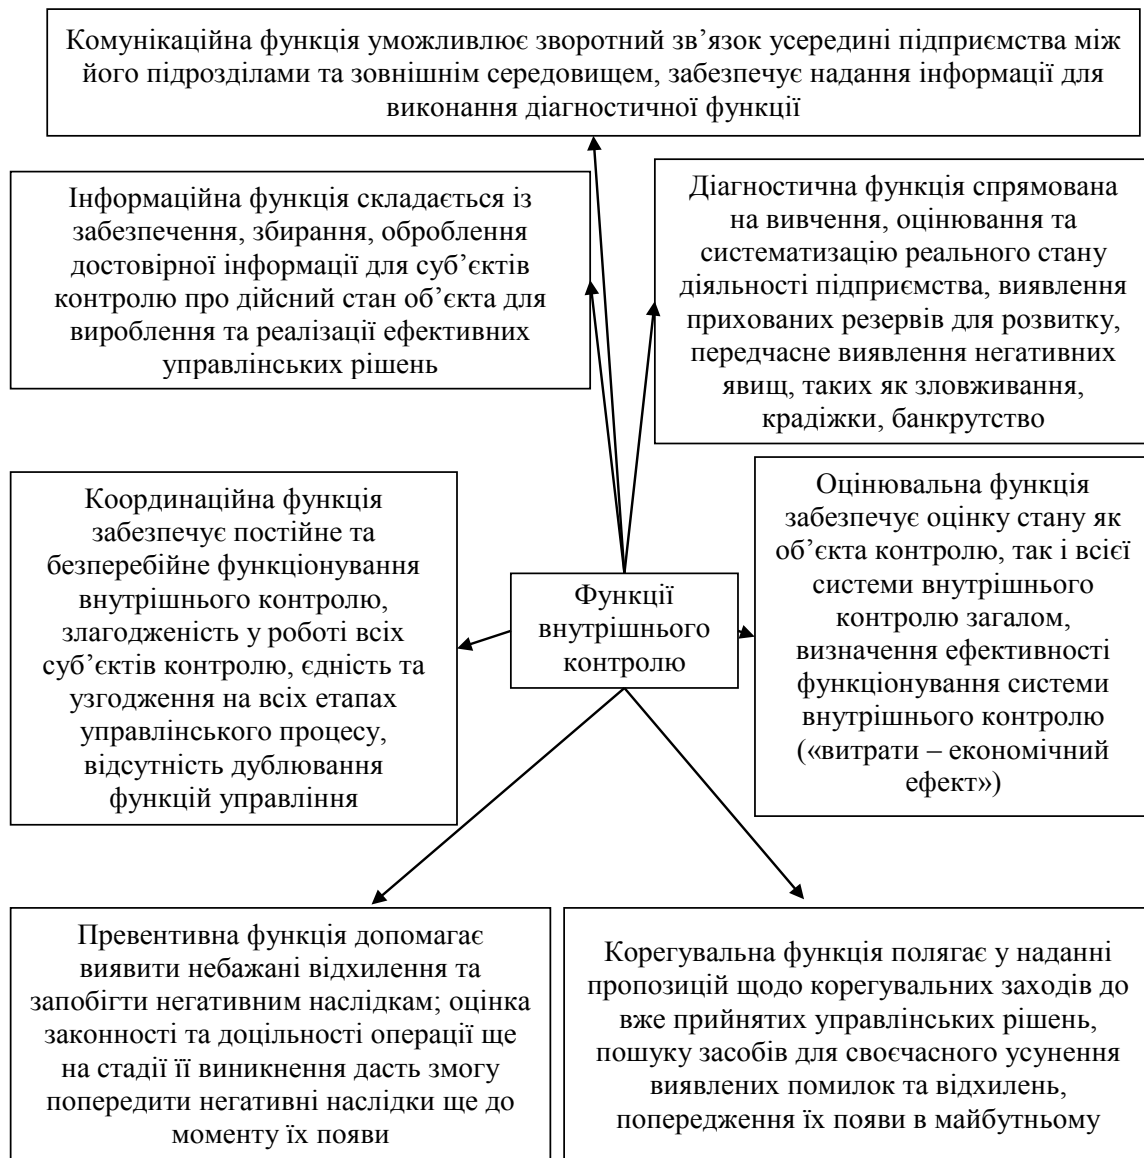 Комунікаційна функція уможливлює зворотний зв’язок усередині підприємства між
його підрозділами та зовнішнім середовищем, забезпечує надання інформації для
виконання діагностичної функції
Інформаційна функція складається із
забезпечення, збирання, оброблення
достовірної інформації для суб’єктів
контролю про дійсний стан об’єкта для
вироблення та реалізації ефективних
управлінських рішень
Діагностична функція спрямована
на вивчення, оцінювання та
систематизацію реального стану
діяльності підприємства, виявлення
прихованих резервів для розвитку,
передчасне виявлення негативних
явищ, таких як зловживання,
крадіжки, банкрутство
Координаційна функція
забезпечує постійне та
безперебійне функціонування
внутрішнього контролю,
злагодженість у роботі всіх
суб’єктів контролю, єдність та
узгодження на всіх етапах
управлінського процесу,
відсутність дублювання
функцій управління
Функції
внутрішнього
контролю
Оцінювальна функція
забезпечує оцінку стану як
об’єкта контролю, так і всієї
системи внутрішнього
контролю загалом,
визначення ефективності
функціонування системи
внутрішнього контролю
(«витрати – економічний
ефект»)
Превентивна функція допомагає
виявити небажані відхилення та
запобігти негативним наслідкам; оцінка
законності та доцільності операції ще
на стадії її виникнення дасть змогу
попередити негативні наслідки ще до
моменту їх появи
Корегувальна функція полягає у наданні
пропозицій щодо корегувальних заходів до
вже прийнятих управлінських рішень,
пошуку засобів для своєчасного усунення
виявлених помилок та відхилень,
попередження їх появи в майбутньому